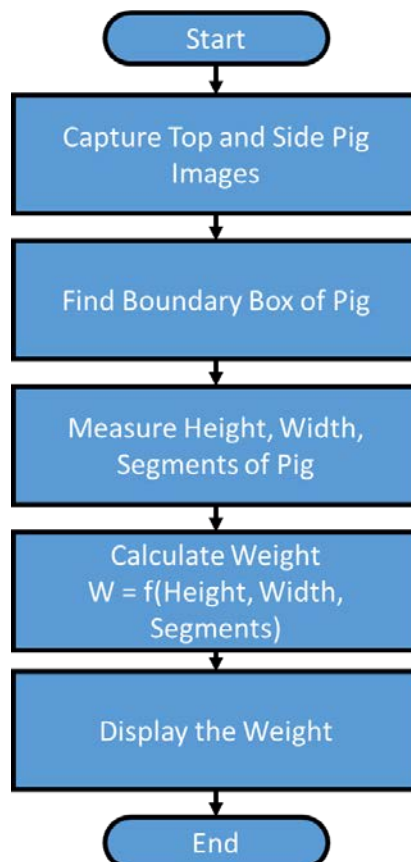 Start
Capture Top and Side Pig
Images
Find Boundary Box of Pig
Measure Height, Width,
Segments of Pig
Calculate Weight
W = f(Height, Width,
Segments)
Display the Weight
End